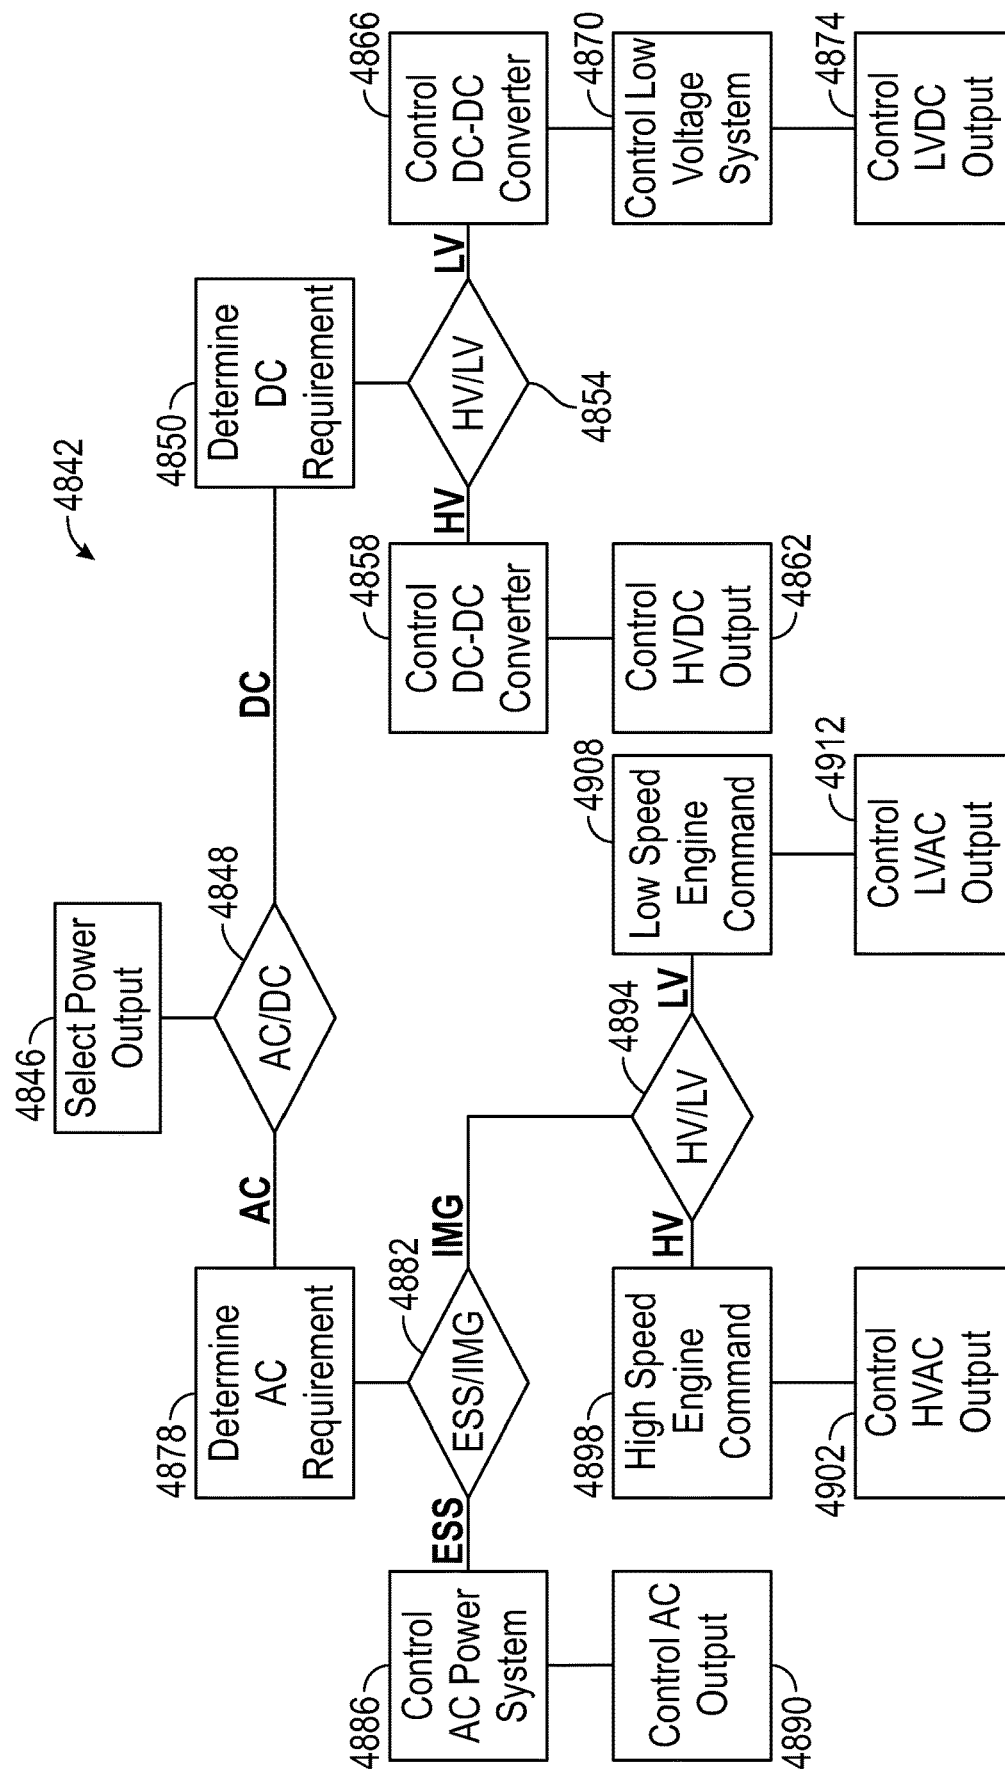 4842
4846
Select Power
Output
4848
AC/DC
AC
DC
4878
Determine
AC
Requirement
4850
Determine
DC
Requirement
4882
ESS/IMG
ESS
IMG
4854
HV/LV
HV
LV
4886
Control
AC Power
System
4858
Control
DC-DC
Converter
4866
Control
DC-DC
Converter
4890
Control AC
Output
4894
HV/LV
HV
LV
4898
High Speed
Engine
Command
4908
Low Speed
Engine
Command
4862
Control
HVDC
Output
4870
Control Low
Voltage
System
4902
Control
HVAC
Output
4912
Control
LVAC
Output
4874
Control
LVDC
Output